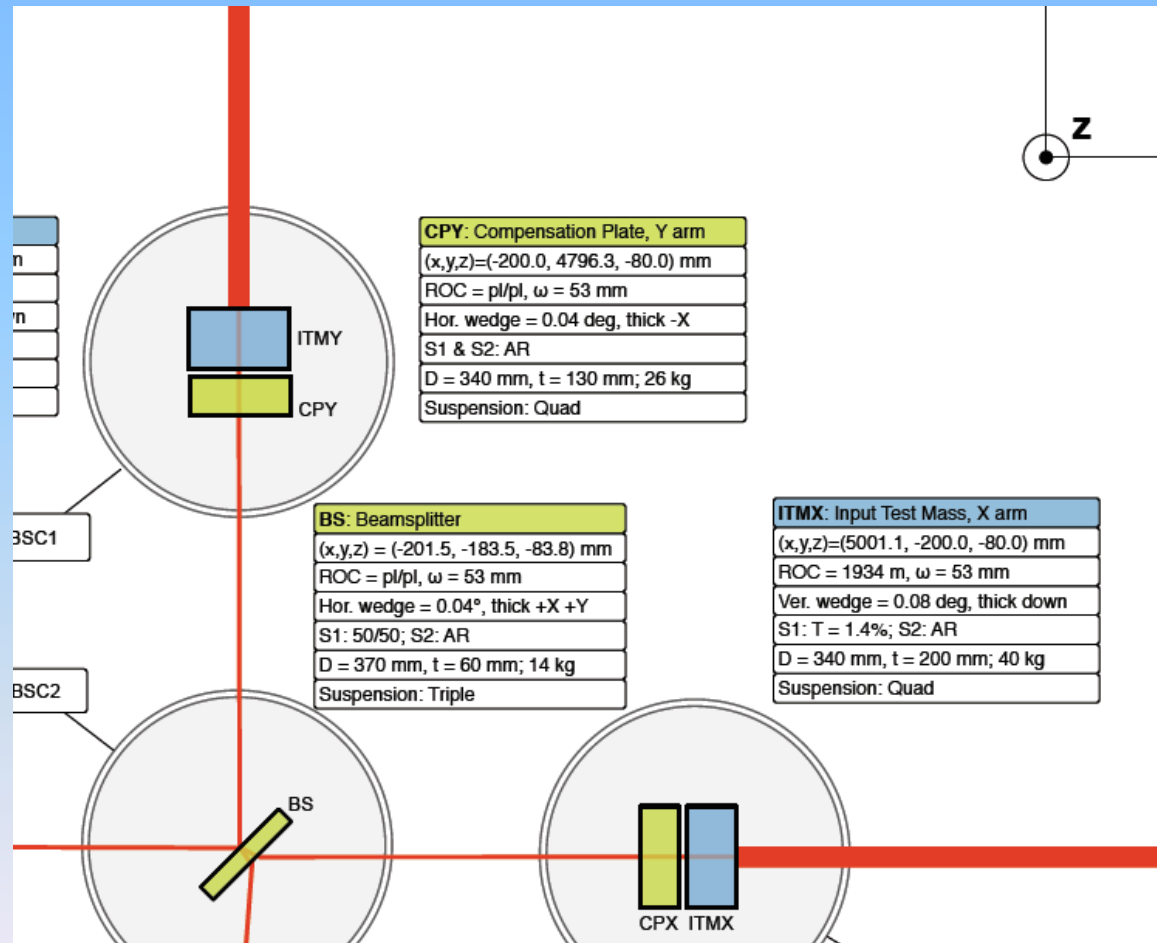 z
n
vn
CPY: Compensation Plate, Y arm
(x,y,z)=(-200.0, 4796.3, -80.0) mm
ROC = pl/pl, ω = 53 mm
Hor. wedge = 0.04 deg, thick -X
S1 & S2: AR
D = 340 mm, t = 130 mm; 26 kg
Suspension: Quad
ITMY
CPY
BSC1
BS: Beamsplitter
(x,y,z) = (-201.5, -183.5, -83.8) mm
ROC = pl/pl, ω = 53 mm
Hor. wedge = 0.04°, thick +X +Y
S1: 50/50; S2: AR
D = 370 mm, t = 60 mm; 14 kg
Suspension: Triple
ITMX: Input Test Mass, X arm
(x,y,z)=(5001.1, -200.0, -80.0) mm
ROC = 1934 m, ω = 53 mm
Ver. wedge = 0.08 deg, thick down
S1: T = 1.4%; S2: AR
D = 340 mm, t = 200 mm; 40 kg
Suspension: Quad
BSC2
BS
CPX ITMX